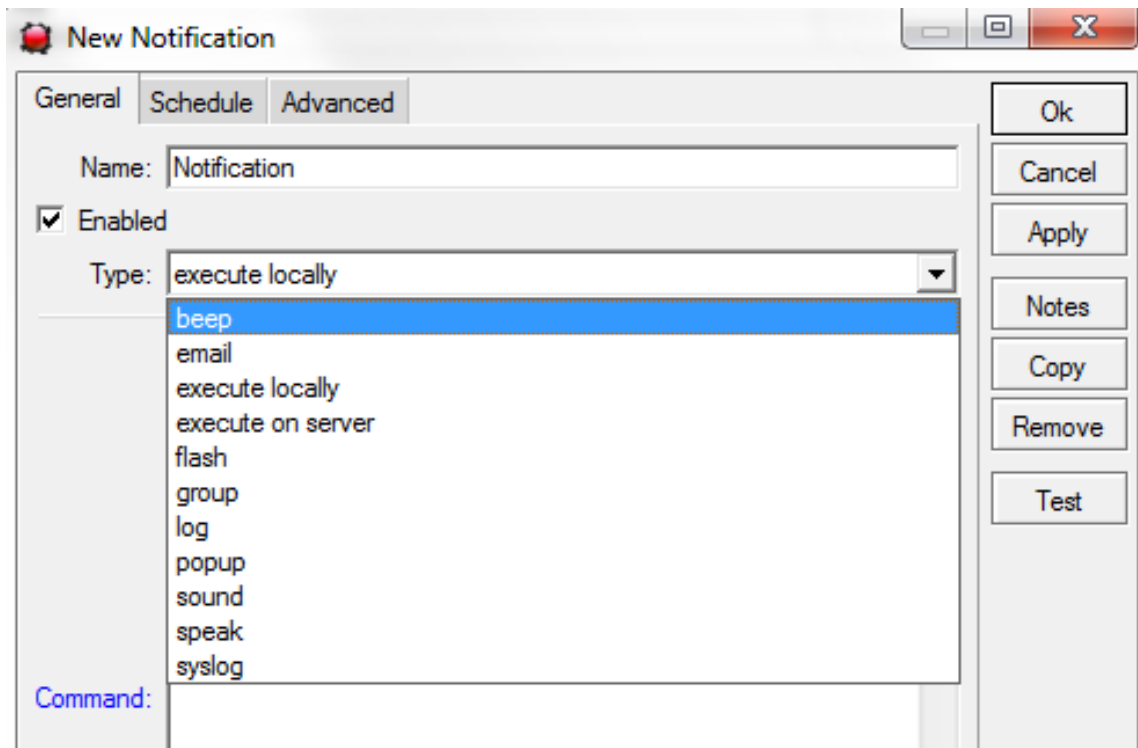 New Notification
General Schedule Advanced
Name: Notification
Enabled
Type: execute locally
beep
email
execute locally
execute on server
flash
group
log
popup
sound
speak
syslog
Command:
Ok
Cancel
Apply
Notes
Copy
Remove
Test